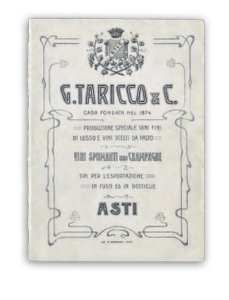 G. TARICCO & C.
CASA FONDATA NEL 1874
PRODUZIONE SPECIALE VINI FINI
DI LUSSO E VINI SCELTI DA PASTO
VINI SPUMANTI USO CHAMPAGNE
TIPI PER L'ESPORTAZIONE
IN FUSTI ED IN BOTTIGLIE
ASTI